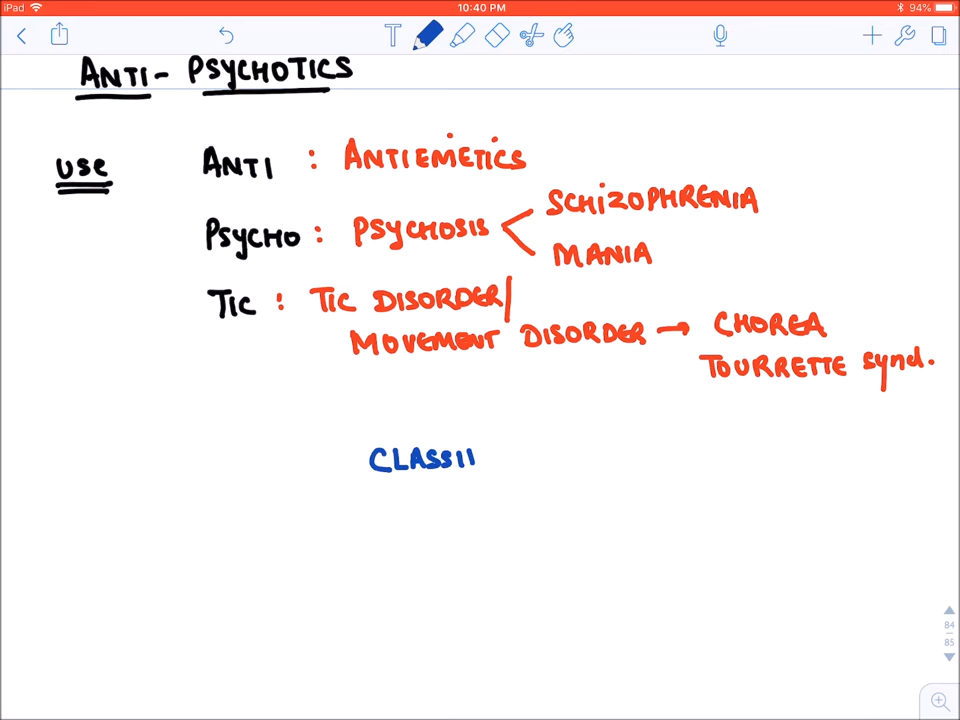 iPad 10:40 PM 94%
T
ANTI- PSYCHOTICS
USE ANTI : ANTIEMETICS
PSYCHO : PSYCHOSIS SCHIZOPHRENIA
MANIA
TIC : TIC DISORDER/
MOVEMENT DISORDER → CHOREA
TOURRETTE synd.
CLASSII
84
85